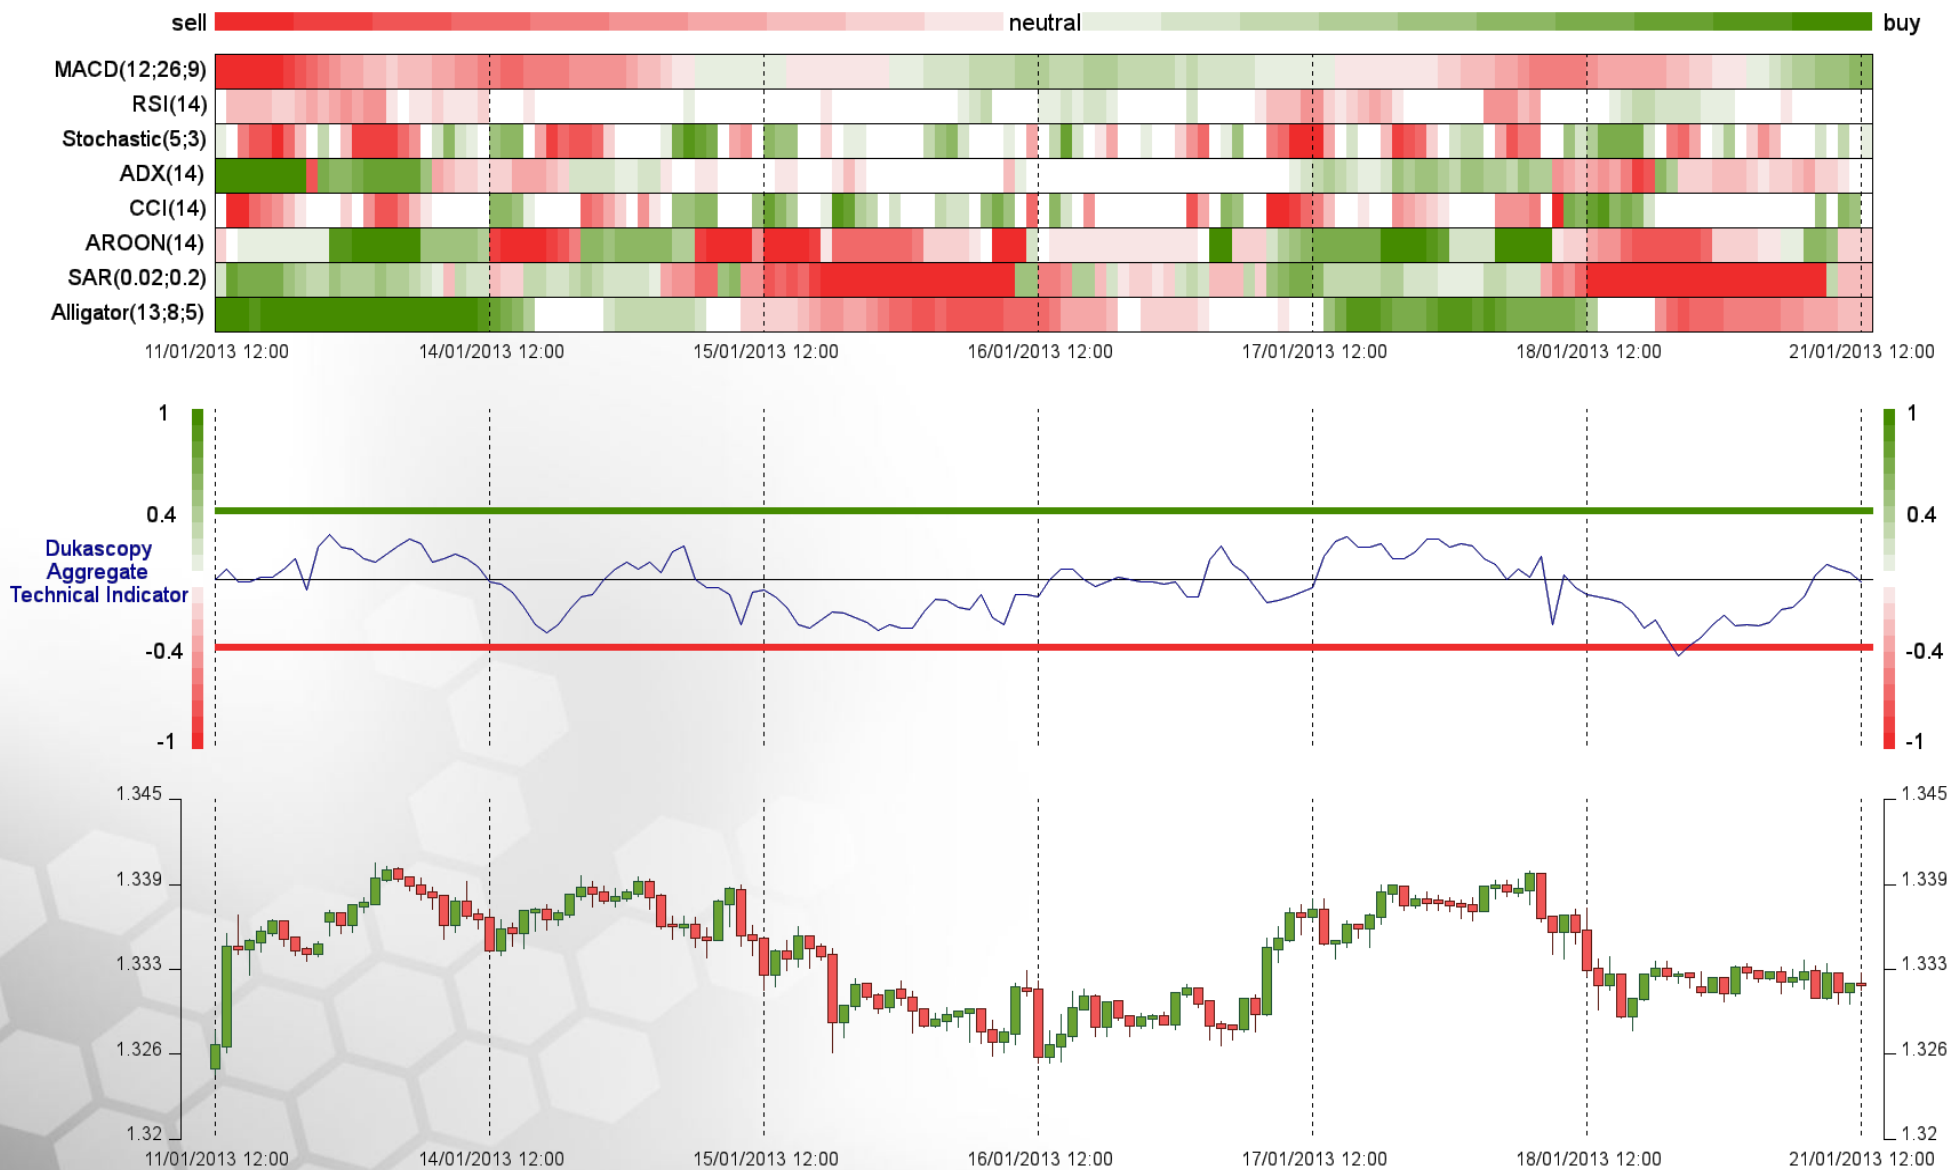 sell neutral buy
MACD(12;26;9)
RSI(14)
Stochastic(5;3)
ADX(14)
CCI(14)
AROON(14)
SAR(0.02;0.2)
Alligator(13;8;5)
11/01/2013 12:00 14/01/2013 12:00 15/01/2013 12:00 16/01/2013 12:00 17/01/2013 12:00 18/01/2013 12:00 21/01/2013 12:00
1 1
0.4 0.4
Dukascopy
Aggregate
Technical Indicator
-0.4 -0.4
-1 -1
1.345 1.345
1.339 1.339
1.333 1.333
1.326 1.326
1.32 1.32
11/01/2013 12:00 14/01/2013 12:00 15/01/2013 12:00 16/01/2013 12:00 17/01/2013 12:00 18/01/2013 12:00 21/01/2013 12:00